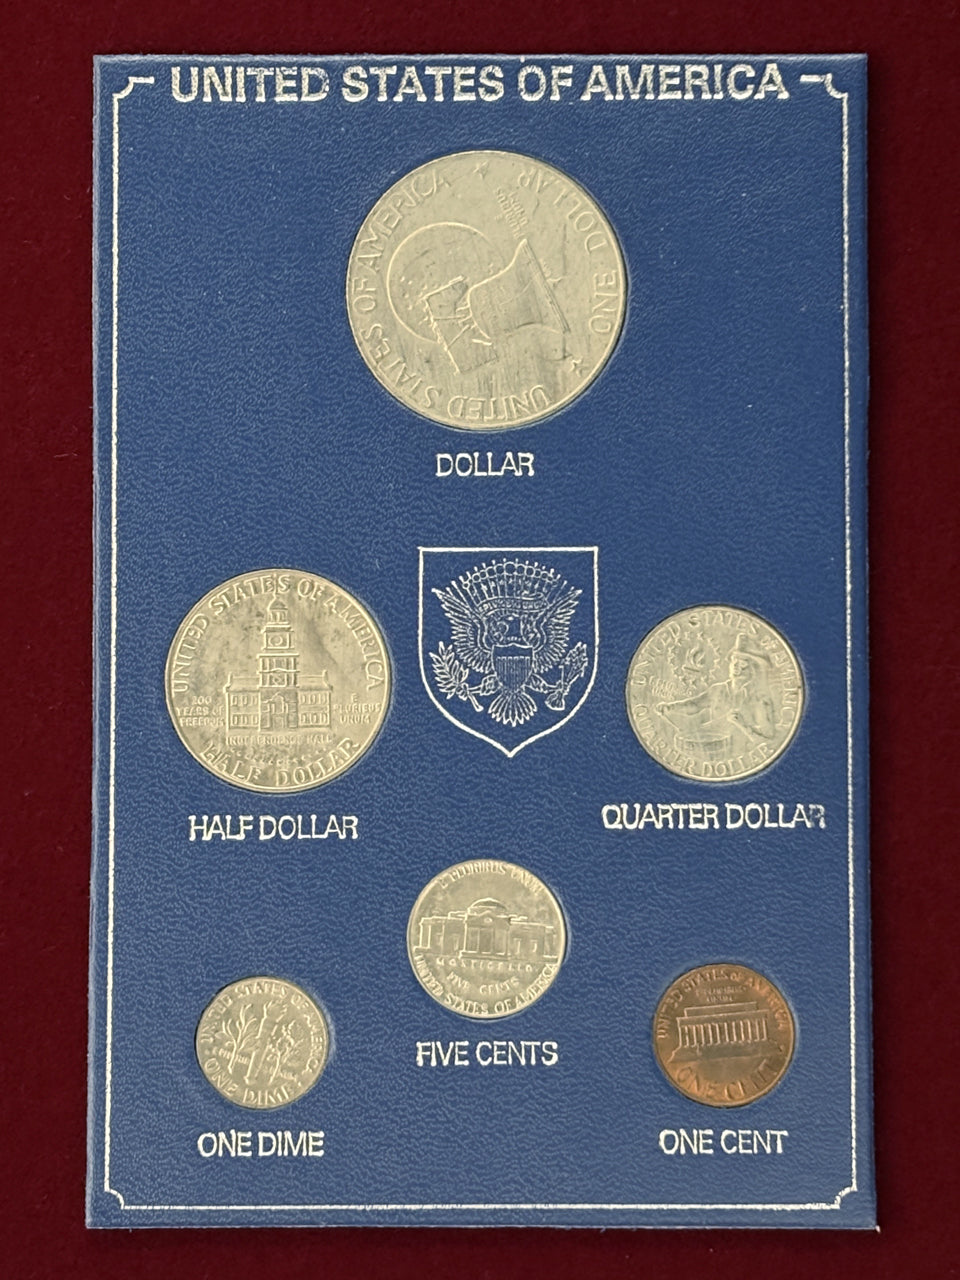 UNITED STATES OF AMERICA
UNITED STATES OF AMERICA
ONE DOLLAR
DOLLAR
UNITED STATES OF AMERICA
200
YEARS OF
FREEDOM
E
PLURIBUS
UNUM
INDEPENDENCE HALL
HALF DOLLAR
HALF DOLLAR
UNITED STATES OF AMERICA
QUARTER DOLLAR
QUARTER DOLLAR
E PLURIBUS UNUM
MONTICELLO
FIVE CENTS
UNITED STATES OF AMERICA
FIVE CENTS
UNITED STATES OF AMERICA
ONE DIME
ONE DIME
UNITED STATES OF AMERICA
ONE CENT
ONE CENT